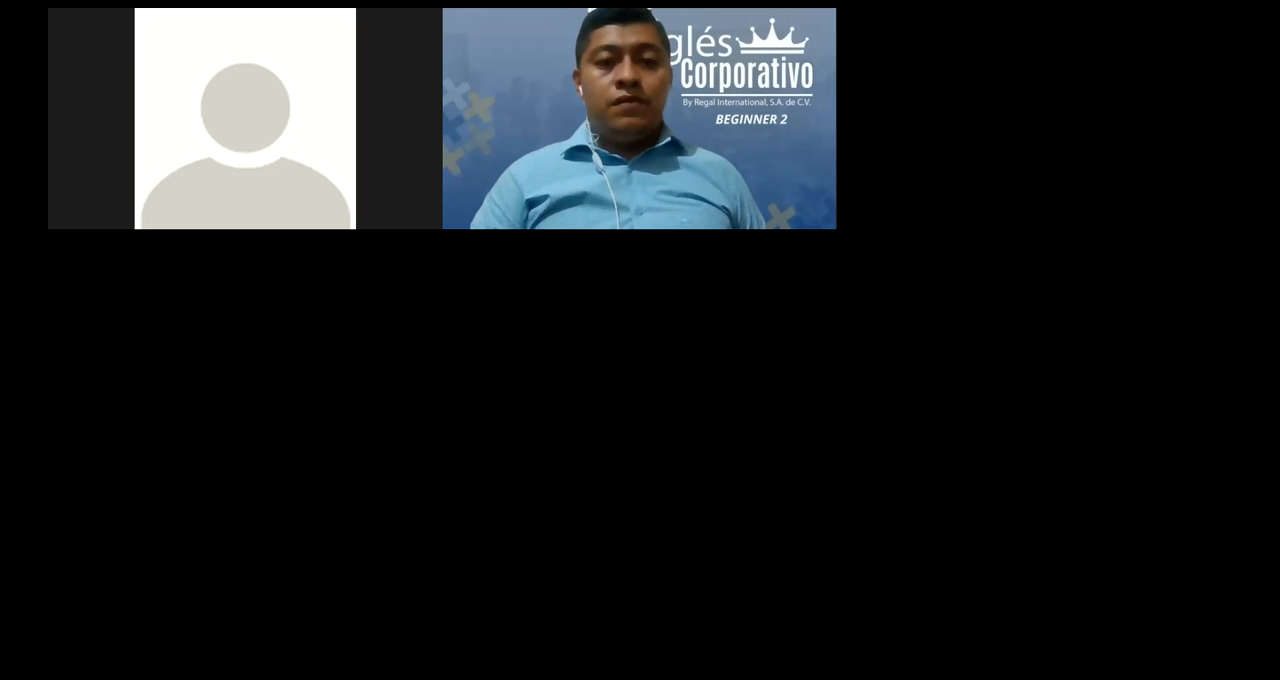 glés
Corporativo
By Regal International, S.A. de C.V.
BEGINNER 2